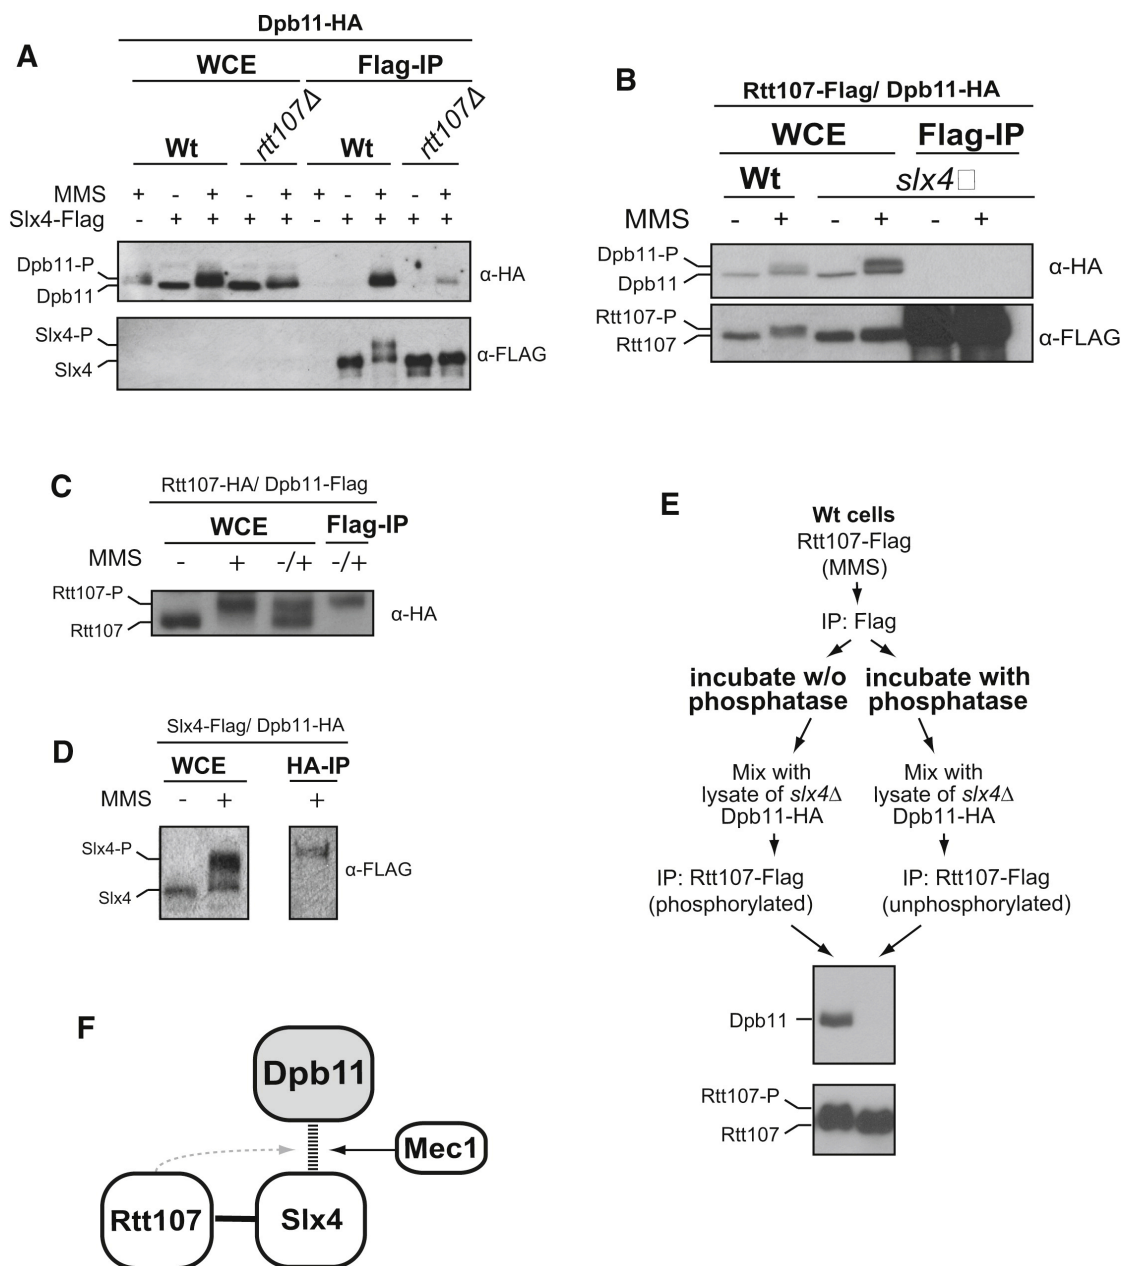 A
Dpb11-HA
WCE Flag-IP
Wt rtt107Δ Wt rtt107Δ
MMS + - + - + + - + - +
Slx4-Flag - + + + + - + + + +
Dpb11-P
Dpb11
α-HA
Slx4-P
Slx4
α-FLAG
B
Rtt107-Flag/ Dpb11-HA
WCE Flag-IP
Wt slx4□
MMS - + - + - +
Dpb11-P
Dpb11
α-HA
Rtt107-P
Rtt107
α-FLAG
C
Rtt107-HA/ Dpb11-Flag
WCE Flag-IP
MMS - + -/+ -/+
Rtt107-P
Rtt107
α-HA
D
Slx4-Flag/ Dpb11-HA
WCE HA-IP
MMS - + +
Slx4-P
Slx4
α-FLAG
E
Wt cells
Rtt107-Flag
(MMS)
IP: Flag
incubate w/o
phosphatase
incubate with
phosphatase
Mix with
lysate of slx4Δ
Dpb11-HA
Mix with
lysate of slx4Δ
Dpb11-HA
IP: Rtt107-Flag
(phosphorylated)
IP: Rtt107-Flag
(unphosphorylated)
Dpb11
Rtt107-P
Rtt107
F
Dpb11
Mec1
Rtt107
Slx4